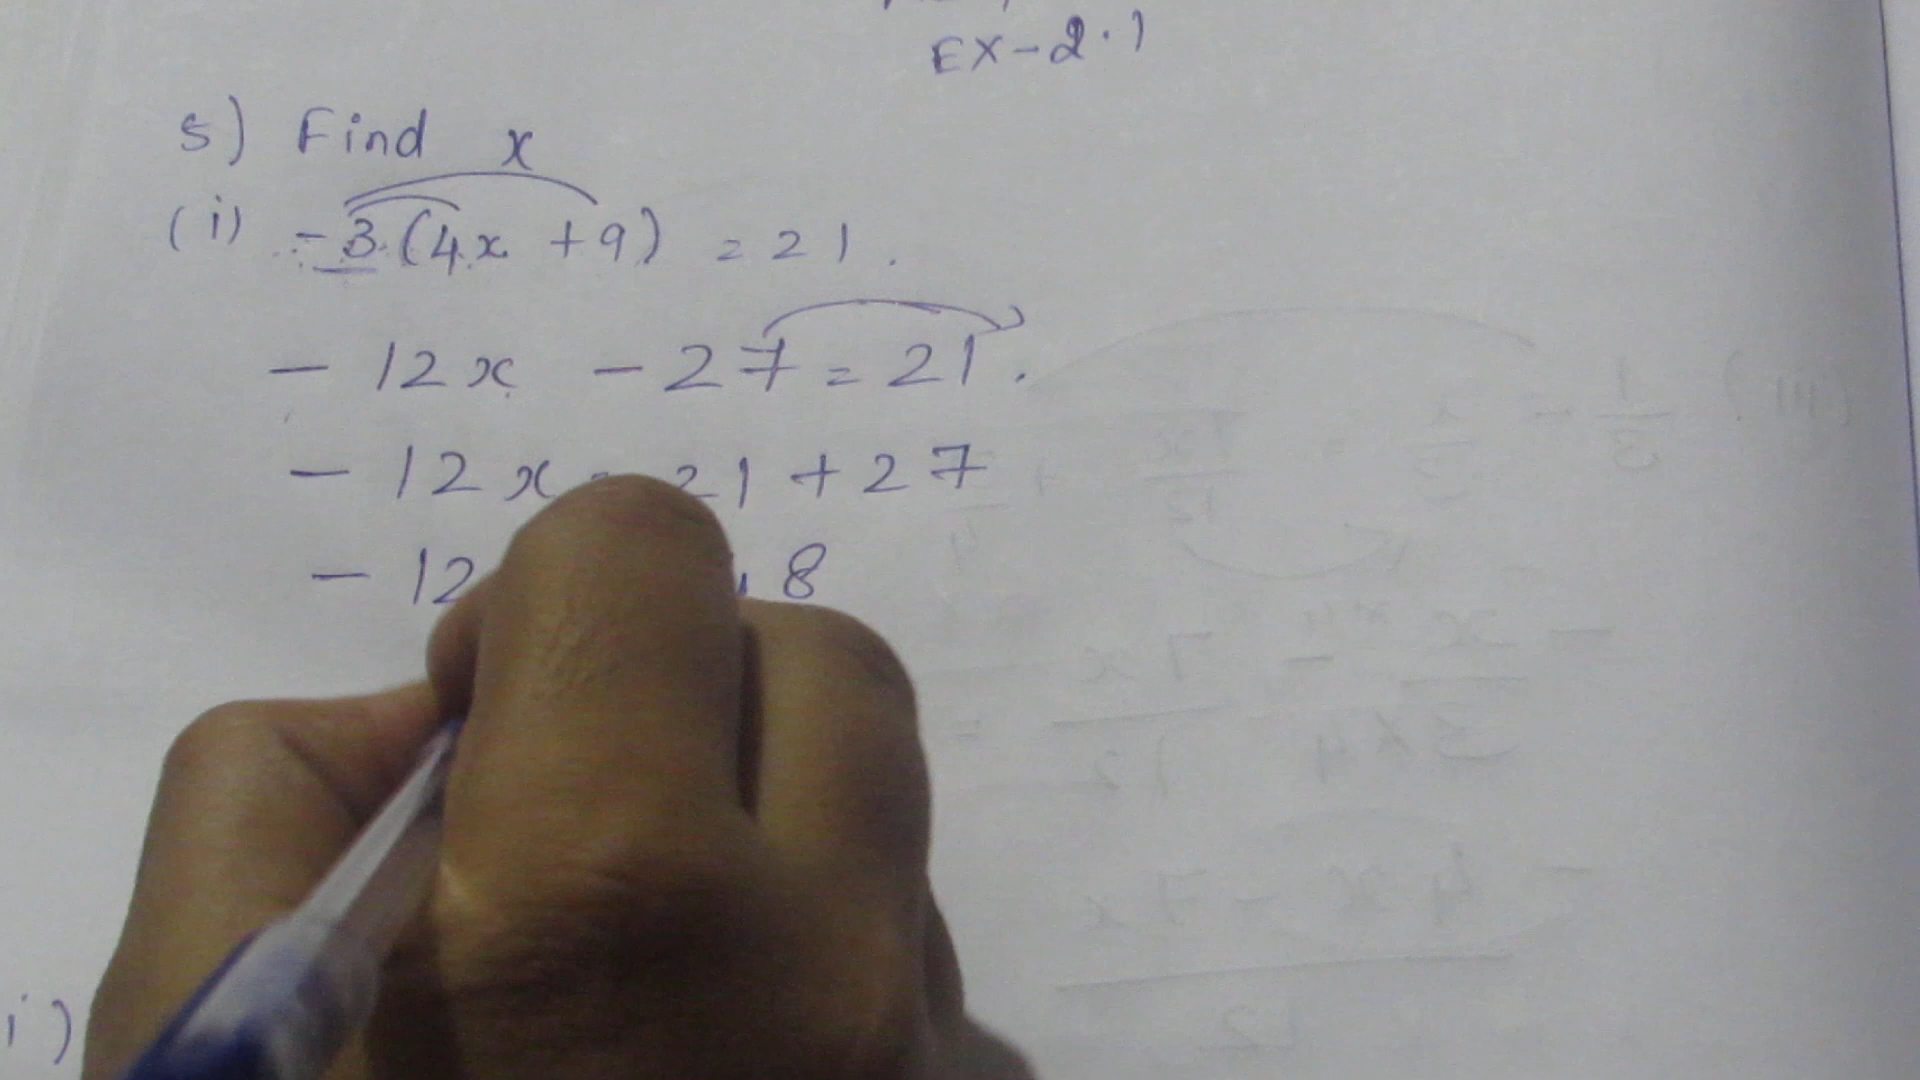 EX-2.1
5) Find x
(i) -3(4x +9) = 21.
- 12x - 27 = 21.
- 12x = 21 + 27
- 12 8
i)